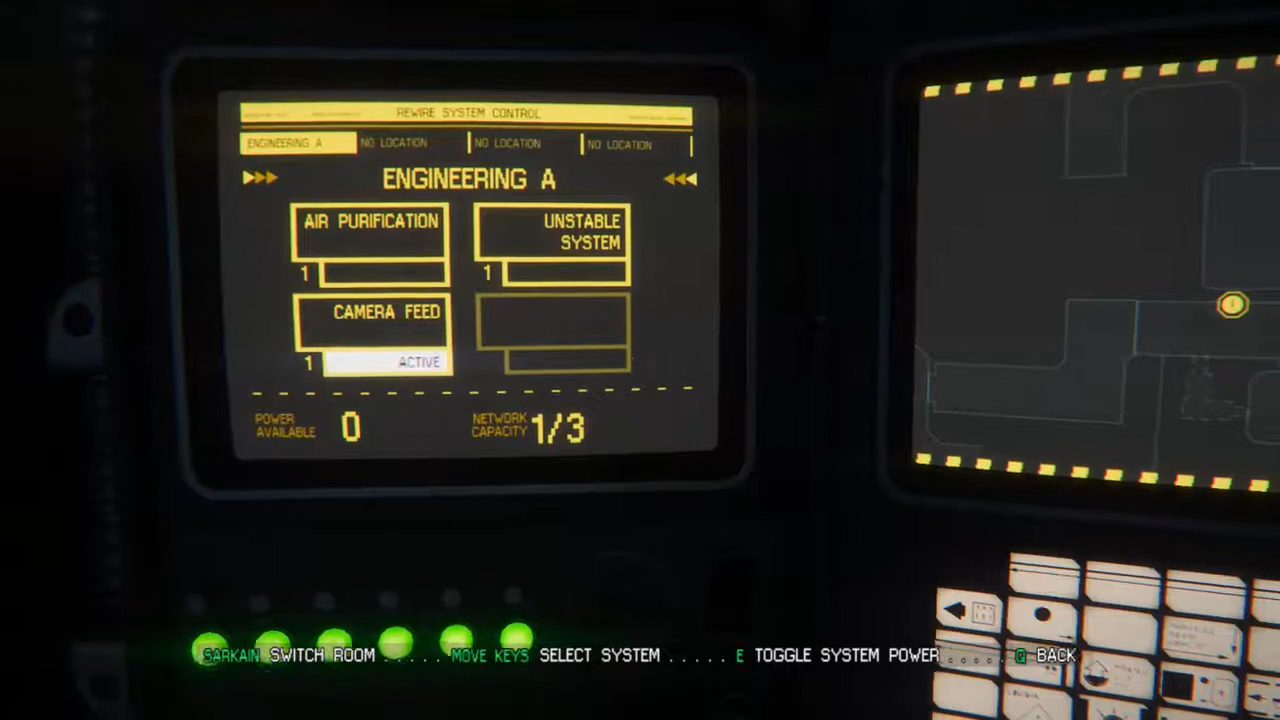 REWIRE SYSTEM CONTROL
ENGINEERING A NO LOCATION NO LOCATION NO LOCATION
ENGINEERING A
AIR PURIFICATION
1
UNSTABLE
SYSTEM
1
CAMERA FEED
1 ACTIVE
POWER
AVAILABLE 0
NETWORK
CAPACITY 1/3
SARKAIN SWITCH ROOM ..... MOVE KEYS SELECT SYSTEM ..... E TOGGLE SYSTEM POWER ..... Q BACK